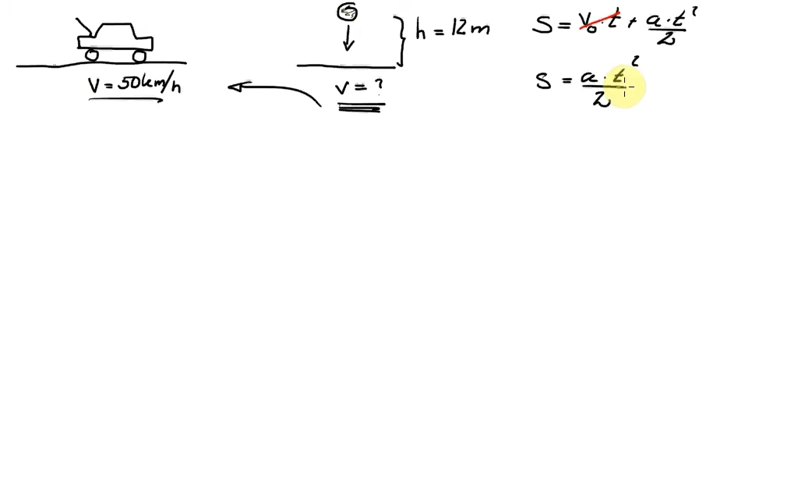 V = 50 km/h
h = 12 m
v = ?
S = v₀ · t + a · t² / 2
S = a · t² / 2